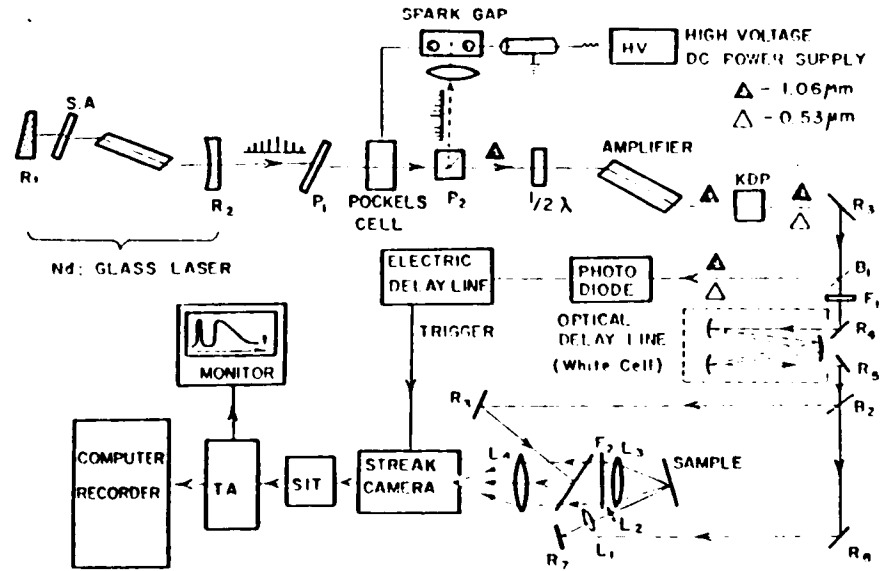 SPARK GAP
HV
HIGH VOLTAGE
DC POWER SUPPLY
- 1.06μm
- 0.53μm
S.A
R1
R2
P1
POCKELS
CELL
P2
1/2 λ
AMPLIFIER
KDP
R3
Nd: GLASS LASER
ELECTRIC
DELAY LINE
PHOTO
DIODE
B1
F1
TRIGGER
OPTICAL
DELAY LINE
(White Cell)
R4
R5
MONITOR
B2
COMPUTER
RECORDER
TA
SIT
STREAK
CAMERA
L4
F2
L3
SAMPLE
L2
L1
R7